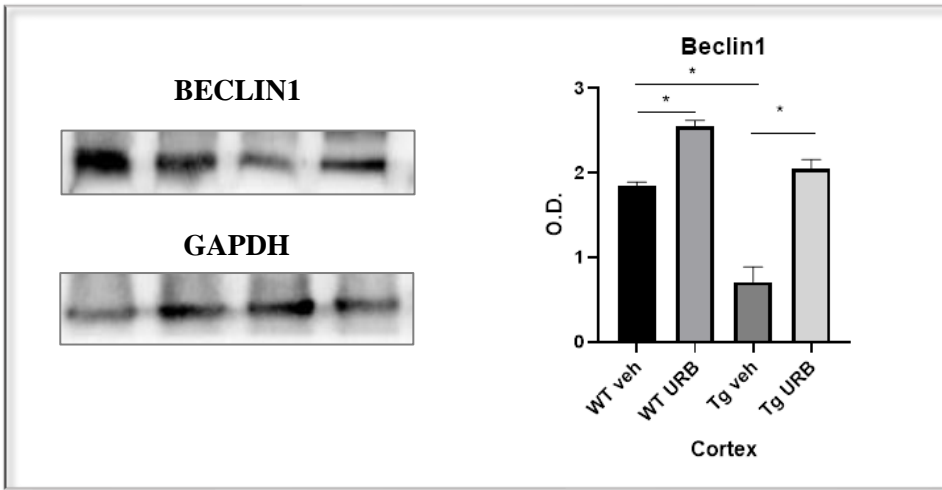 BECLIN1
GAPDH
Beclin1
*
*
*
3
2
1
0
O.D.
WT veh
WT URB
Tg veh
Tg URB
Cortex